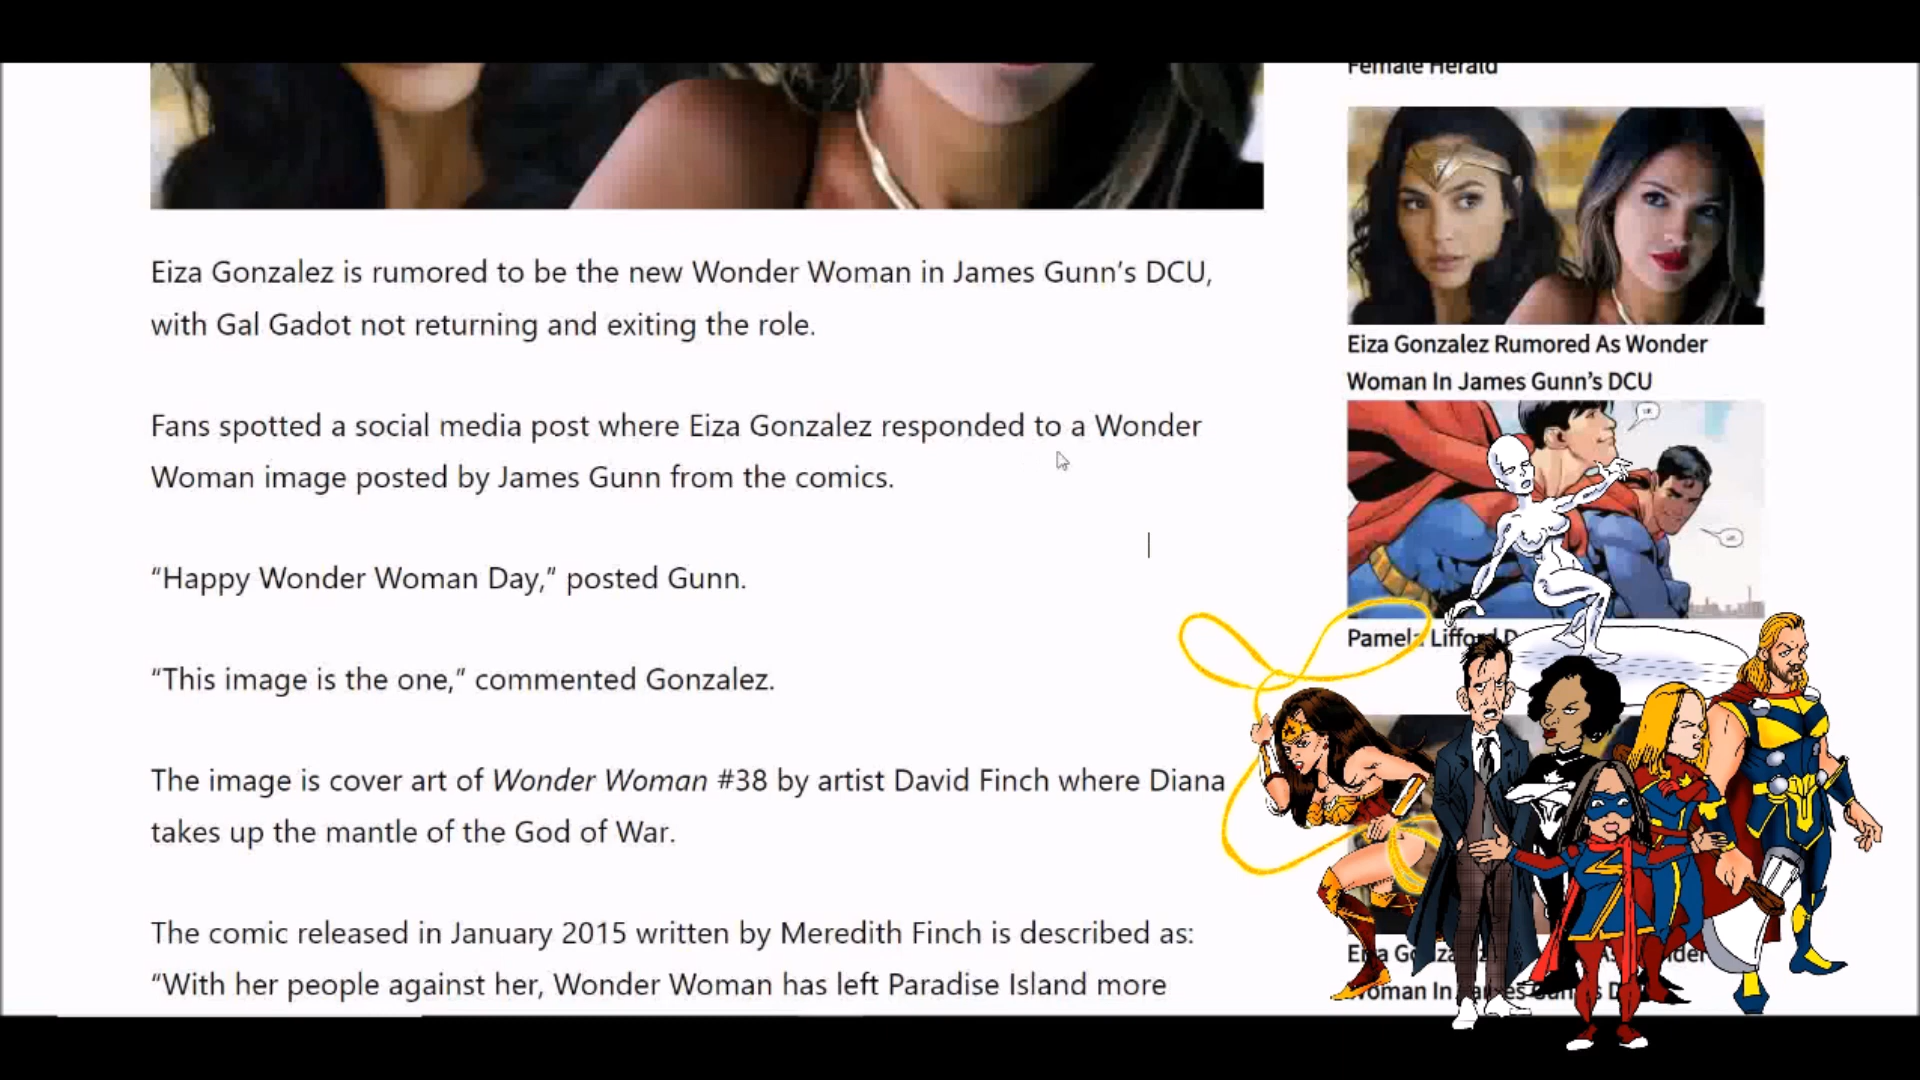 Eiza Gonzalez is rumored to be the new Wonder Woman in James Gunn’s DCU,
with Gal Gadot not returning and exiting the role.
Fans spotted a social media post where Eiza Gonzalez responded to a Wonder
Woman image posted by James Gunn from the comics.
“Happy Wonder Woman Day,” posted Gunn.
“This image is the one,” commented Gonzalez.
The image is cover art of Wonder Woman #38 by artist David Finch where Diana
takes up the mantle of the God of War.
The comic released in January 2015 written by Meredith Finch is described as:
“With her people against her, Wonder Woman has left Paradise Island more
Female Herald
Eiza Gonzalez Rumored As Wonder
Woman In James Gunn’s DCU
Pamela Lifford
Woman In